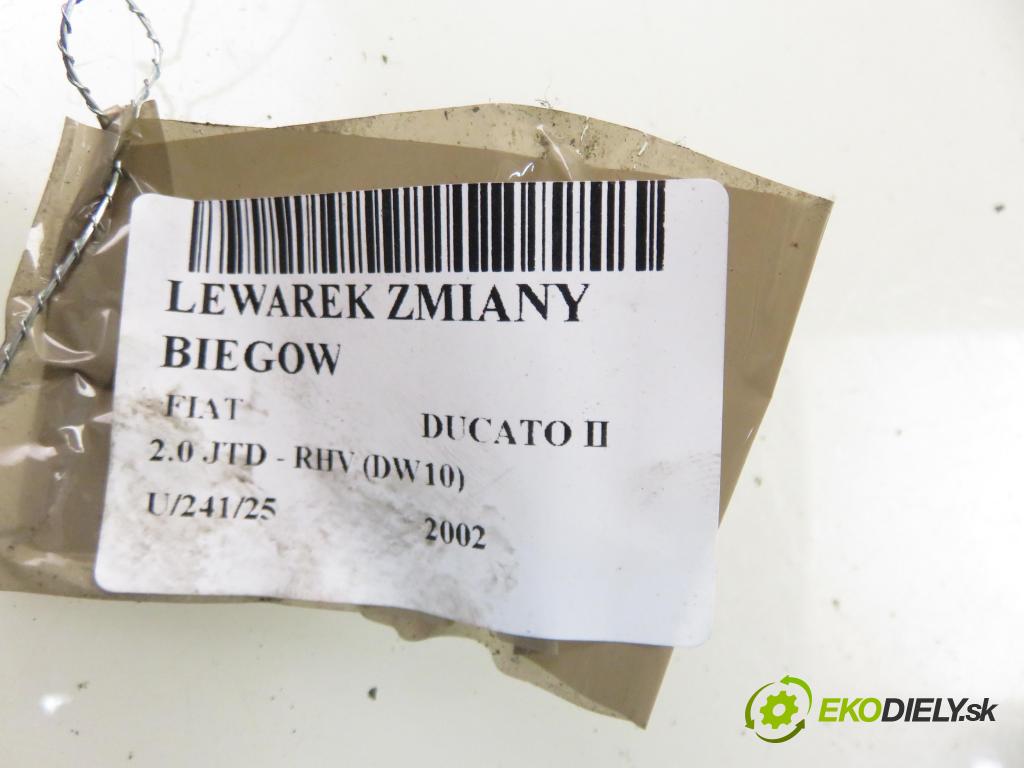 LEWAREK ZMIANY
BIEGOW
FIAT DUCATO II
2.0 JTD - RHV (DW10)
U/241/25 2002
EKODIELY.sk